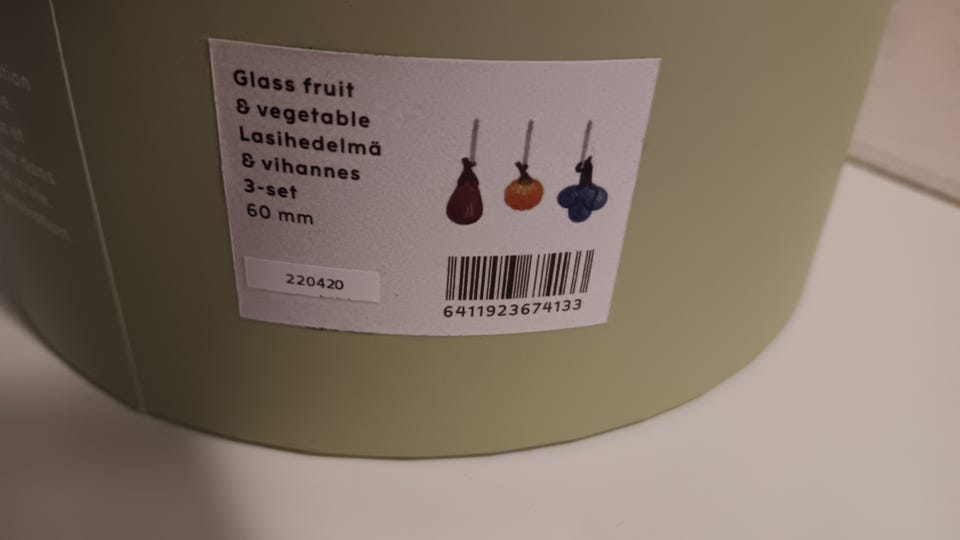 Glass fruit
& vegetable
Lasihedelmä
& vihannes
3-set
60 mm
220420
6411923674133